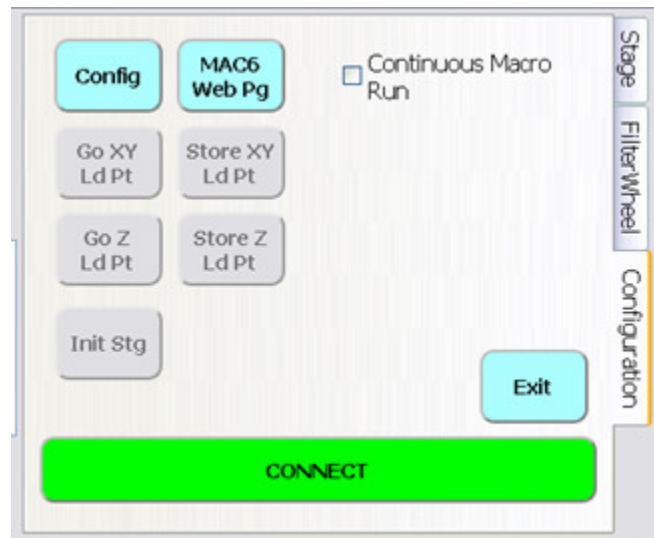 Config
MAC6
Web Pg
Continuous Macro
Run
Go XY
Ld Pt
Store XY
Ld Pt
Go Z
Ld Pt
Store Z
Ld Pt
Init Stg
Exit
CONNECT
Stage
FilterWheel
Configuration